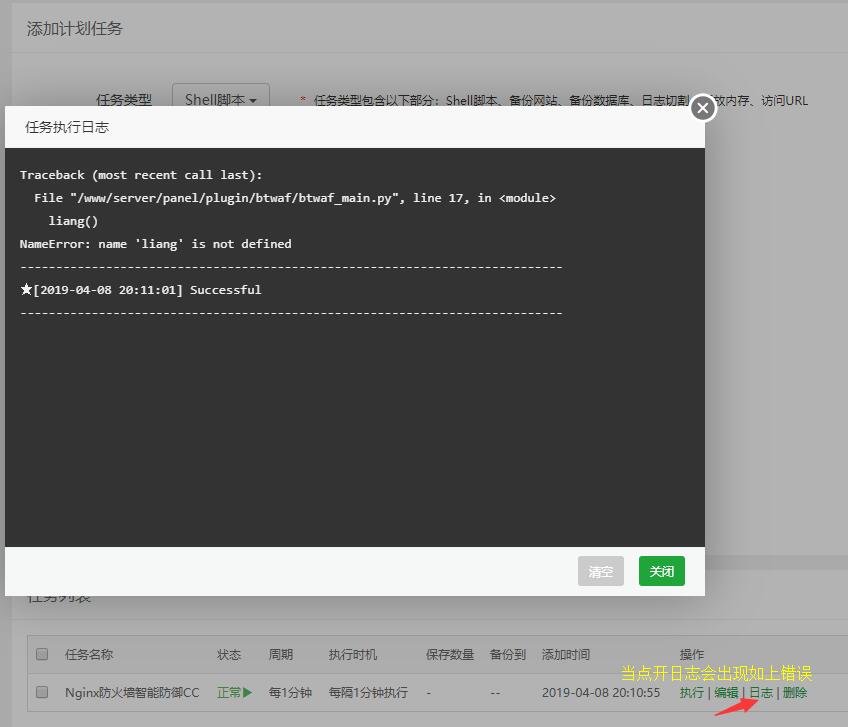 添加计划任务
任务类型 Shell脚本 * 任务类型包含以下部分：Shell脚本、备份网站、备份数据库、日志切割、 放内存、访问URL
任务执行日志
Traceback (most recent call last):
File "/www/server/panel/plugin/btwaf/btwaf_main.py", line 17, in <module>
liang()
NameError: name 'liang' is not defined
----------------------------------------------------------------------------
★[2019-04-08 20:11:01] Successful
----------------------------------------------------------------------------
清空 关闭
任务列表
任务名称 状态 周期 执行时机 保存数量 备份到 添加时间 操作
当点开日志会出现如上错误
Nginx防火墙智能防御CC 正常 每1分钟 每隔1分钟执行 - -- 2019-04-08 20:10:55 执行 | 编辑 | 日志 | 删除